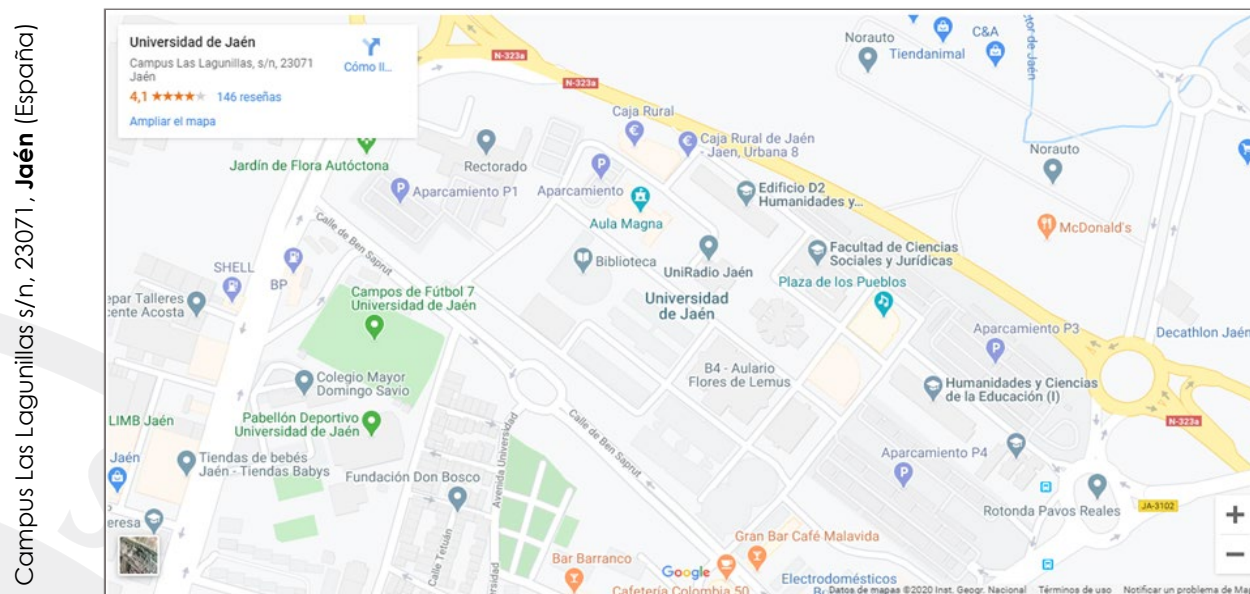 Campus Las Lagunillas s/n, 23071, Jaén (España)
Universidad de Jaén
Campus Las Lagunillas, s/n, 23071
Jaén
4,1 ★★★★★ 146 reseñas
Ampliar el mapa
Cómo ll...
N-323a
N-323a
Norauto
Tiendanimal
C&A
Caja Rural
Caja Rural de Jaén
- Jaen, Urbana 8
Jardín de Flora Autóctona
Rectorado
Aparcamiento P1
Aparcamiento
Aula Magna
Edificio D2
Humanidades y...
Norauto
McDonald's
Calle de Ben Saprut
SHELL
BP
Biblioteca
UniRadio Jaén
Facultad de Ciencias
Sociales y Jurídicas
Plaza de los Pueblos
epar Talleres
cente Acosta
Campos de Fútbol 7
Universidad de Jaén
Universidad
de Jaén
Aparcamiento P3
Decathlon Jaén
Colegio Mayor
Domingo Savio
B4 - Aulario
Flores de Lemus
Humanidades y Ciencias
de la Educación (I)
LIMB Jaén
Pabellón Deportivo
Universidad de Jaén
Calle de Ben Saprut
N-323a
Jaén
Tiendas de bebés
Jaén - Tiendas Babys
Fundación Don Bosco
Avenida Universidad
Aparcamiento P4
Rotonda Pavos Reales
JA-3102
eresa
Calle Tetuán
Bar Barranco
Gran Bar Café Malavida
Google
Cafetería Colombia 50
Electrodomésticos
Datos de mapas ©2020 Inst. Geogr. Nacional Términos de uso Notificar un problema de Map